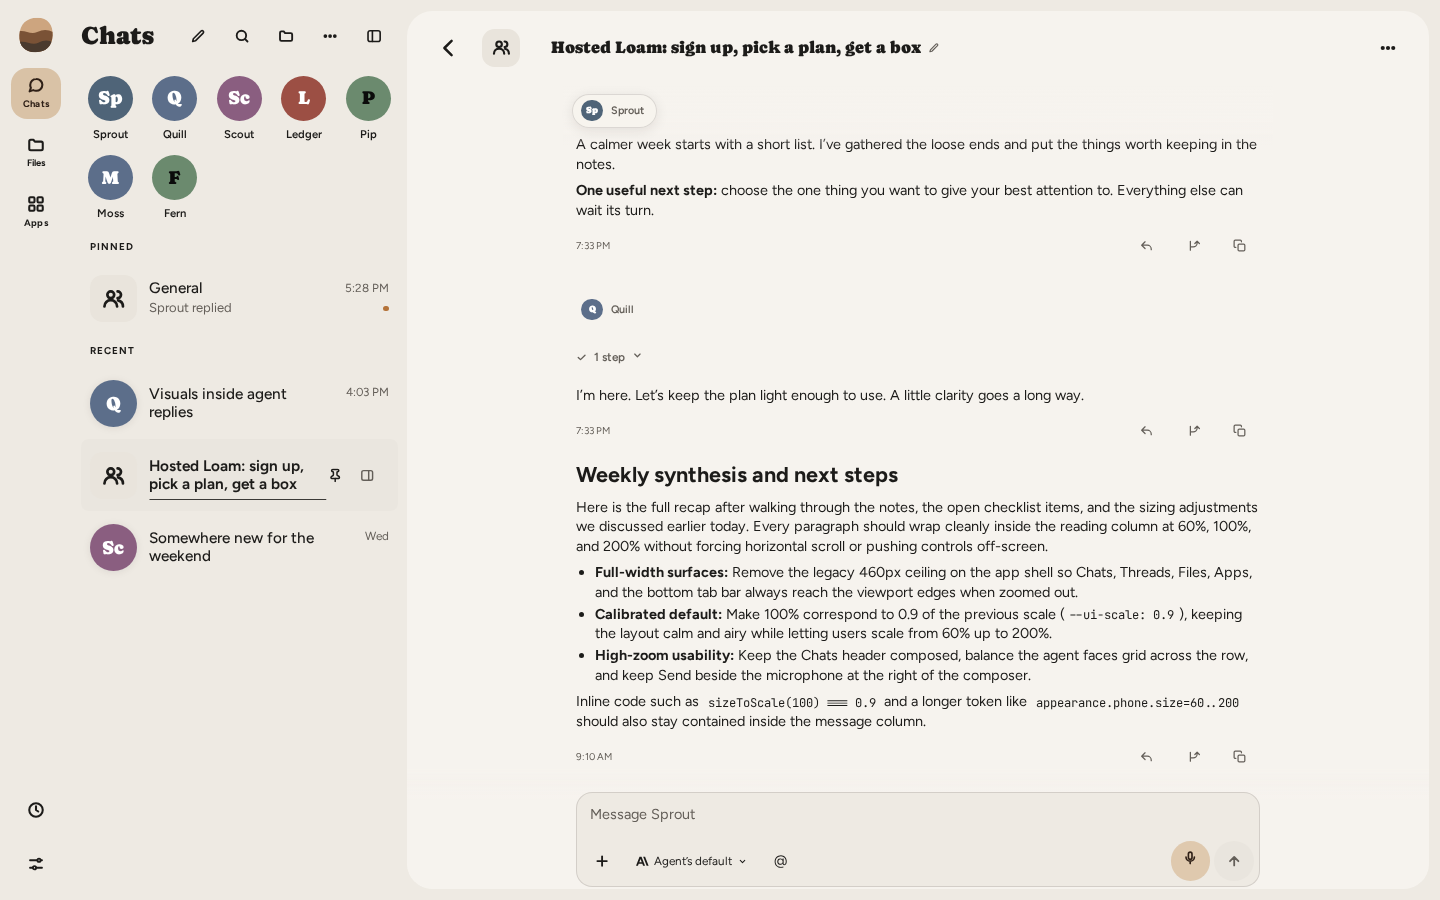 Chats
Chats
Files
Apps
Sp
Sprout
Q
Quill
Sc
Scout
L
Ledger
P
Pip
M
Moss
F
Fern
PINNED
General
5:28 PM
Sprout replied
RECENT
Q
Visuals inside agent
replies
4:03 PM
Hosted Loam: sign up,
pick a plan, get a box
Sc
Somewhere new for the
weekend
Wed
Hosted Loam: sign up, pick a plan, get a box
Sp Sprout
A calmer week starts with a short list. I’ve gathered the loose ends and put the things worth keeping in the
notes.
One useful next step: choose the one thing you want to give your best attention to. Everything else can
wait its turn.
7:33 PM
Q Quill
1 step
I’m here. Let’s keep the plan light enough to use. A little clarity goes a long way.
7:33 PM
Weekly synthesis and next steps
Here is the full recap after walking through the notes, the open checklist items, and the sizing adjustments
we discussed earlier today. Every paragraph should wrap cleanly inside the reading column at 60%, 100%,
and 200% without forcing horizontal scroll or pushing controls off-screen.
• Full-width surfaces: Remove the legacy 460px ceiling on the app shell so Chats, Threads, Files, Apps,
and the bottom tab bar always reach the viewport edges when zoomed out.
• Calibrated default: Make 100% correspond to 0.9 of the previous scale ( --ui-scale: 0.9 ), keeping
the layout calm and airy while letting users scale from 60% up to 200%.
• High-zoom usability: Keep the Chats header composed, balance the agent faces grid across the row,
and keep Send beside the microphone at the right of the composer.
Inline code such as sizeToScale(100) === 0.9 and a longer token like appearance.phone.size=60..200
should also stay contained inside the message column.
9:10 AM
Message Sprout
Agent’s default
@